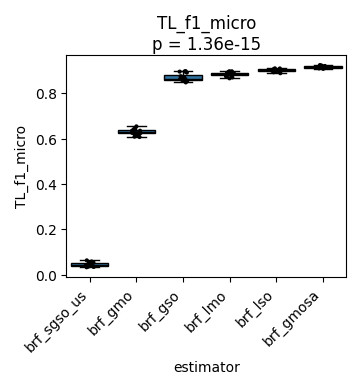 TL_f1_micro
p = 1.36e-15
TL_f1_micro
0.8
0.6
0.4
0.2
0.0
brf_sgso_us
brf_gmo
brf_gso
brf_lmo
brf_lso
brf_gmosa
estimator